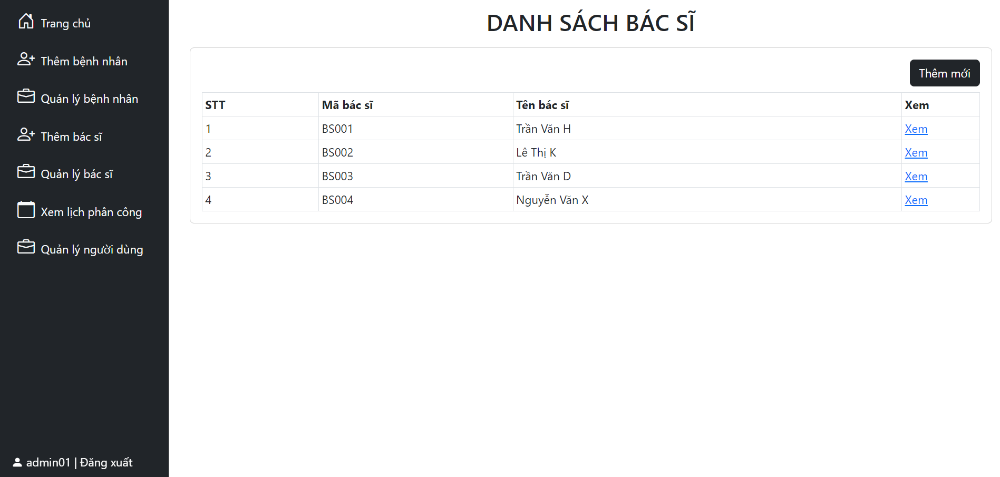 Trang chủ
Thêm bệnh nhân
Quản lý bệnh nhân
Thêm bác sĩ
Quản lý bác sĩ
Xem lịch phân công
Quản lý người dùng
admin01 | Đăng xuất
DANH SÁCH BÁC SĨ
Thêm mới
STT Mã bác sĩ Tên bác sĩ Xem
1 BS001 Trần Văn H Xem
2 BS002 Lê Thị K Xem
3 BS003 Trần Văn D Xem
4 BS004 Nguyễn Văn X Xem